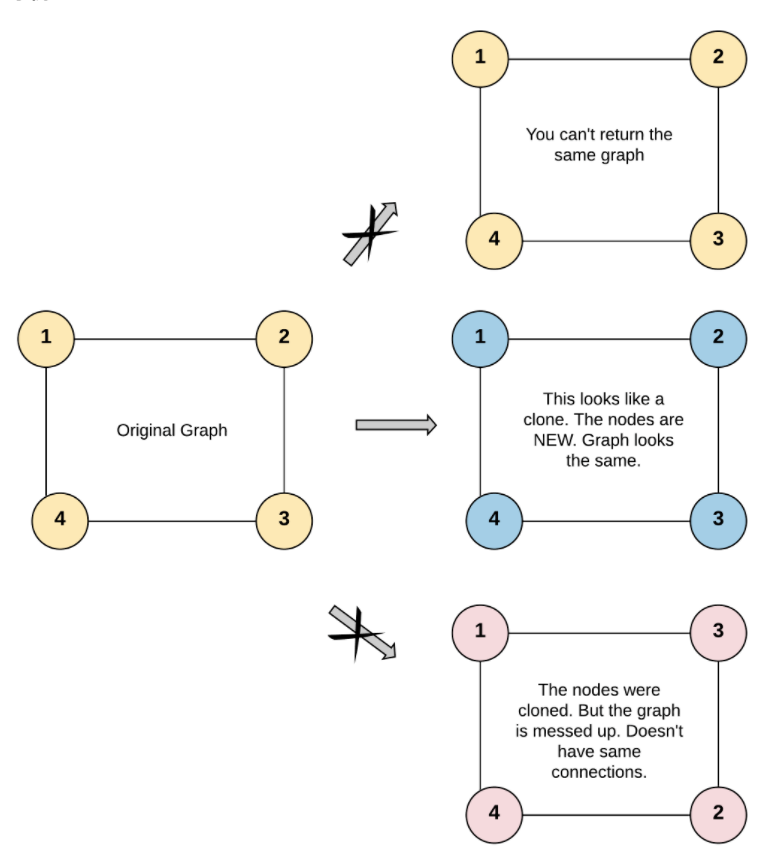 1
2
You can't return the
same graph
4
3
1
2
Original Graph
4
3
1
2
This looks like a
clone. The nodes are
NEW. Graph looks
the same.
4
3
1
3
The nodes were
cloned. But the graph
is messed up. Doesn't
have same
connections.
4
2